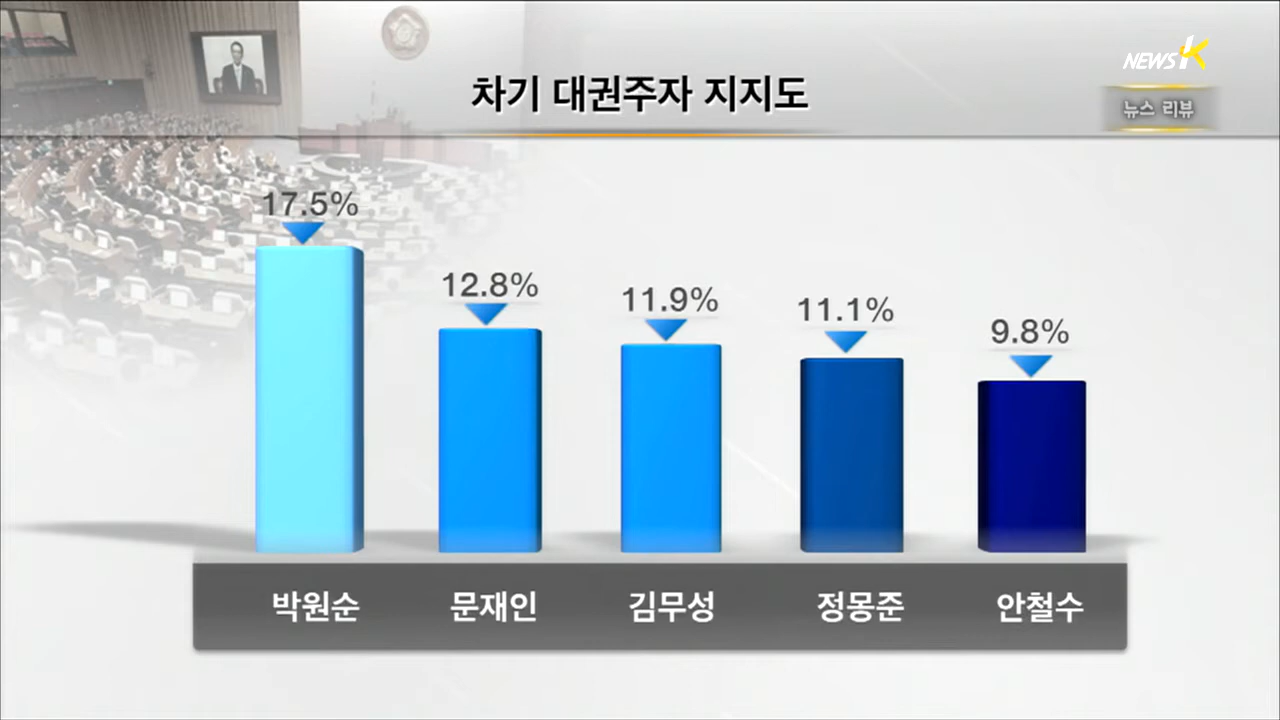 차기 대권주자 지지도
NEWS K
뉴스 리뷰
17.5%
12.8%
11.9%
11.1%
9.8%
박원순
문재인
김무성
정몽준
안철수